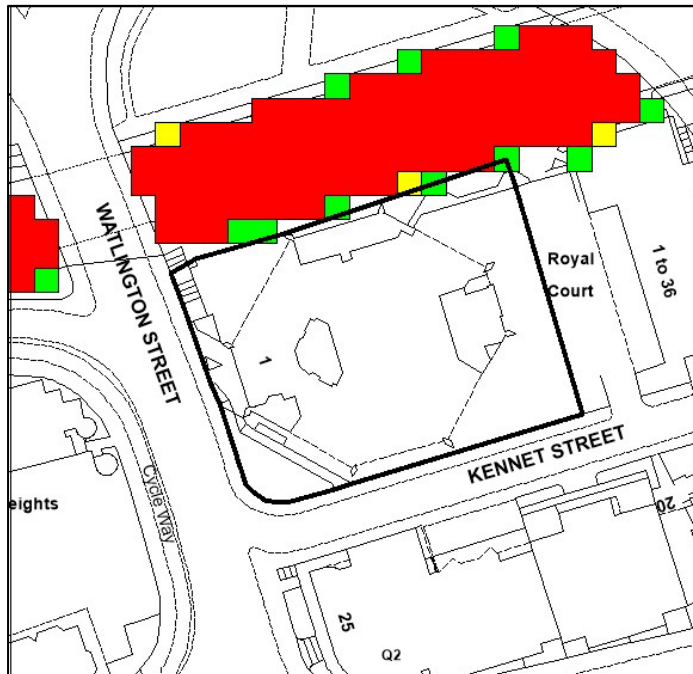 WATLINGTON STREET
Royal
Court
1 to 36
1
KENNET STREET
Cycle Way
eights
20
25
Q2